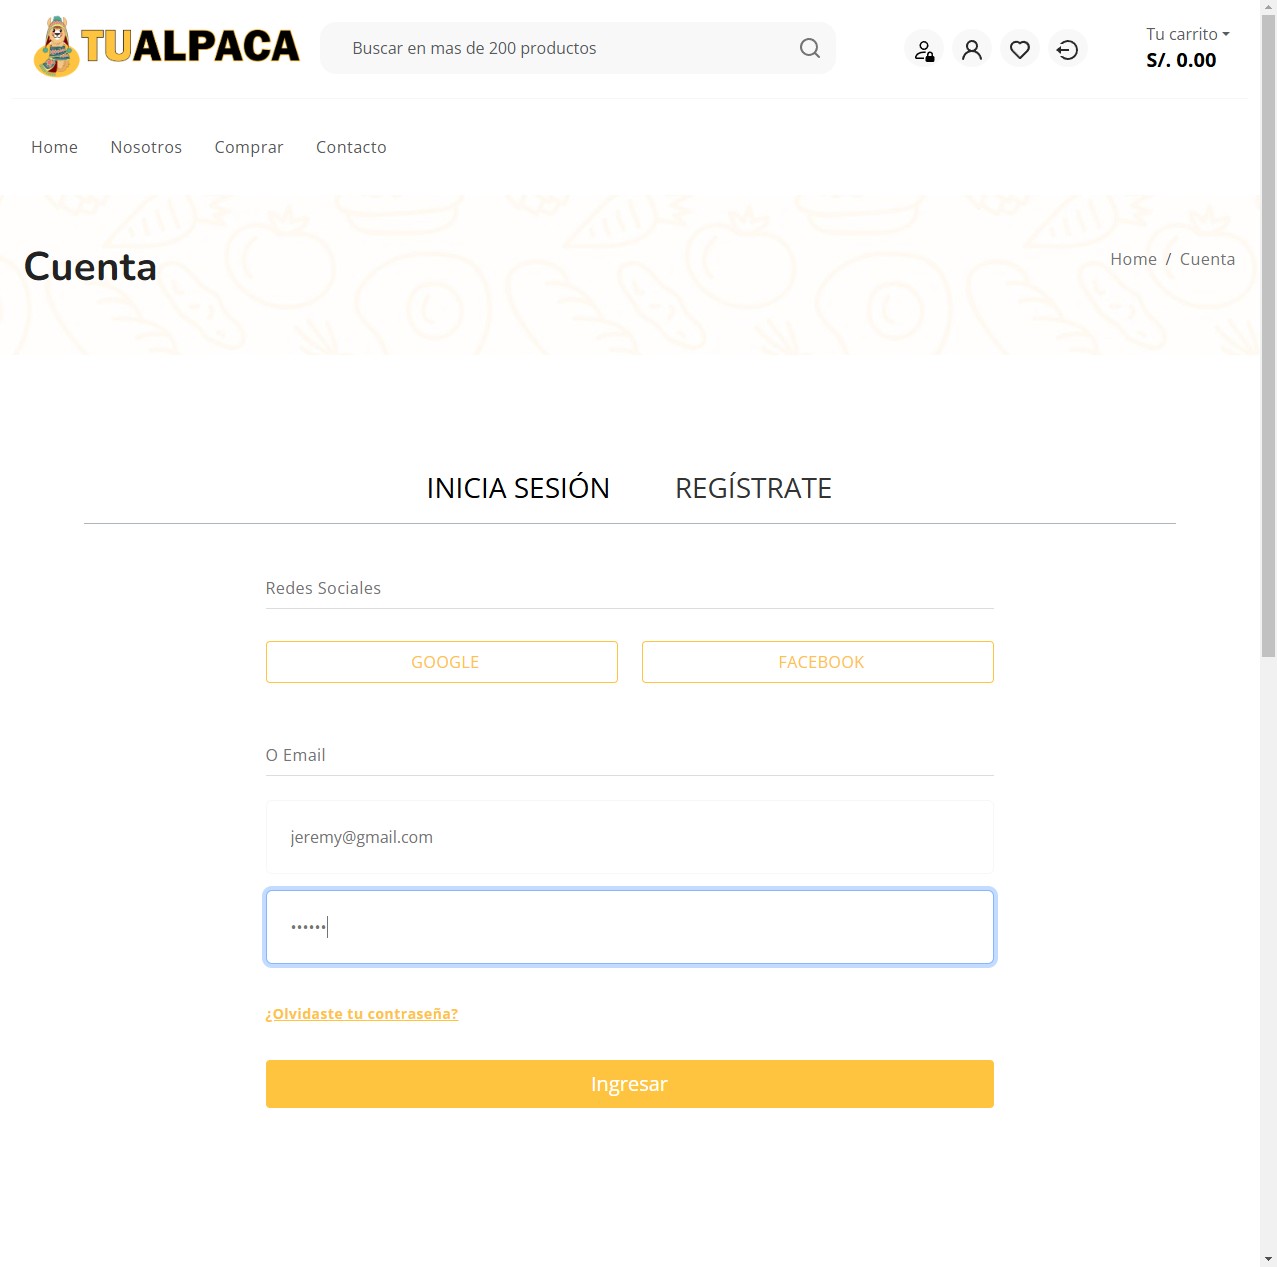 TUALPACA
Buscar en mas de 200 productos
Tu carrito
S/. 0.00
Home
Nosotros
Comprar
Contacto
Cuenta
Home / Cuenta
INICIA SESIÓN
REGÍSTRATE
Redes Sociales
GOOGLE
FACEBOOK
O Email
jeremy@gmail.com
••••••
¿Olvidaste tu contraseña?
Ingresar